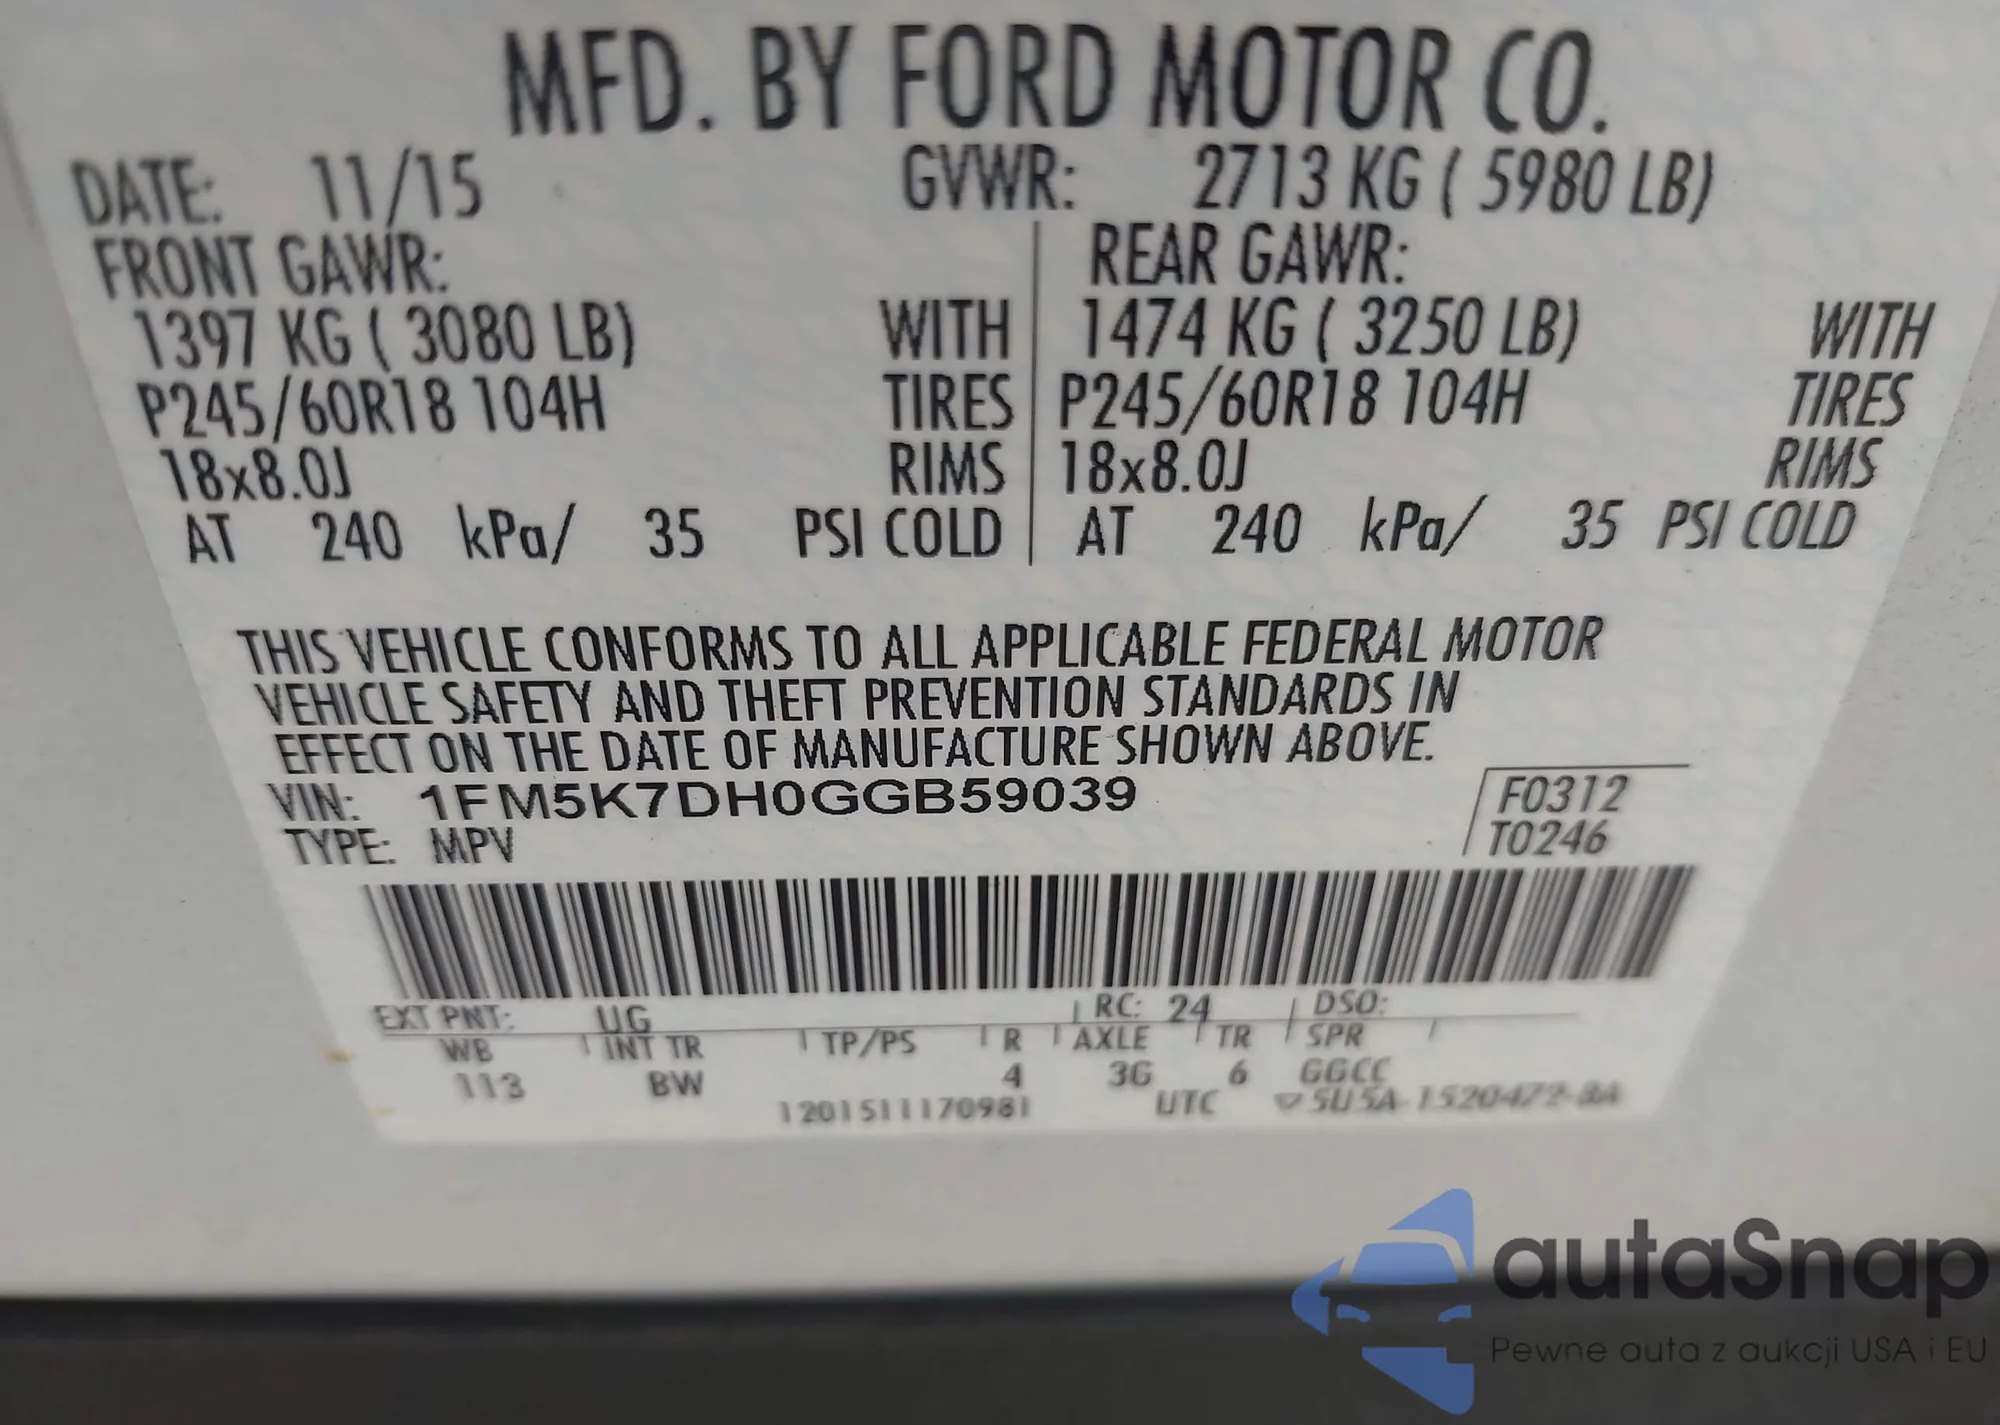 MFD. BY FORD MOTOR CO.
DATE: 11/15 GVWR: 2713 KG ( 5980 LB)
FRONT GAWR: REAR GAWR:
1397 KG ( 3080 LB) WITH 1474 KG ( 3250 LB) WITH
P245/60R18 104H TIRES P245/60R18 104H TIRES
18x8.0J RIMS 18x8.0J RIMS
AT 240 kPa/ 35 PSI COLD AT 240 kPa/ 35 PSI COLD
THIS VEHICLE CONFORMS TO ALL APPLICABLE FEDERAL MOTOR
VEHICLE SAFETY AND THEFT PREVENTION STANDARDS IN
EFFECT ON THE DATE OF MANUFACTURE SHOWN ABOVE.
VIN: 1FM5K7DH0GGB59039 F0312
TYPE: MPV T0246
EXT PNT: UG RC: 24 DSO:
WB INT TR TP/PS R AXLE TR SPR
113 BW 4 3G 6 GGCC
1201511170981 UTC 5U5A-1520472-BA
autaSnap
Pewne auta z aukcji USA i EU